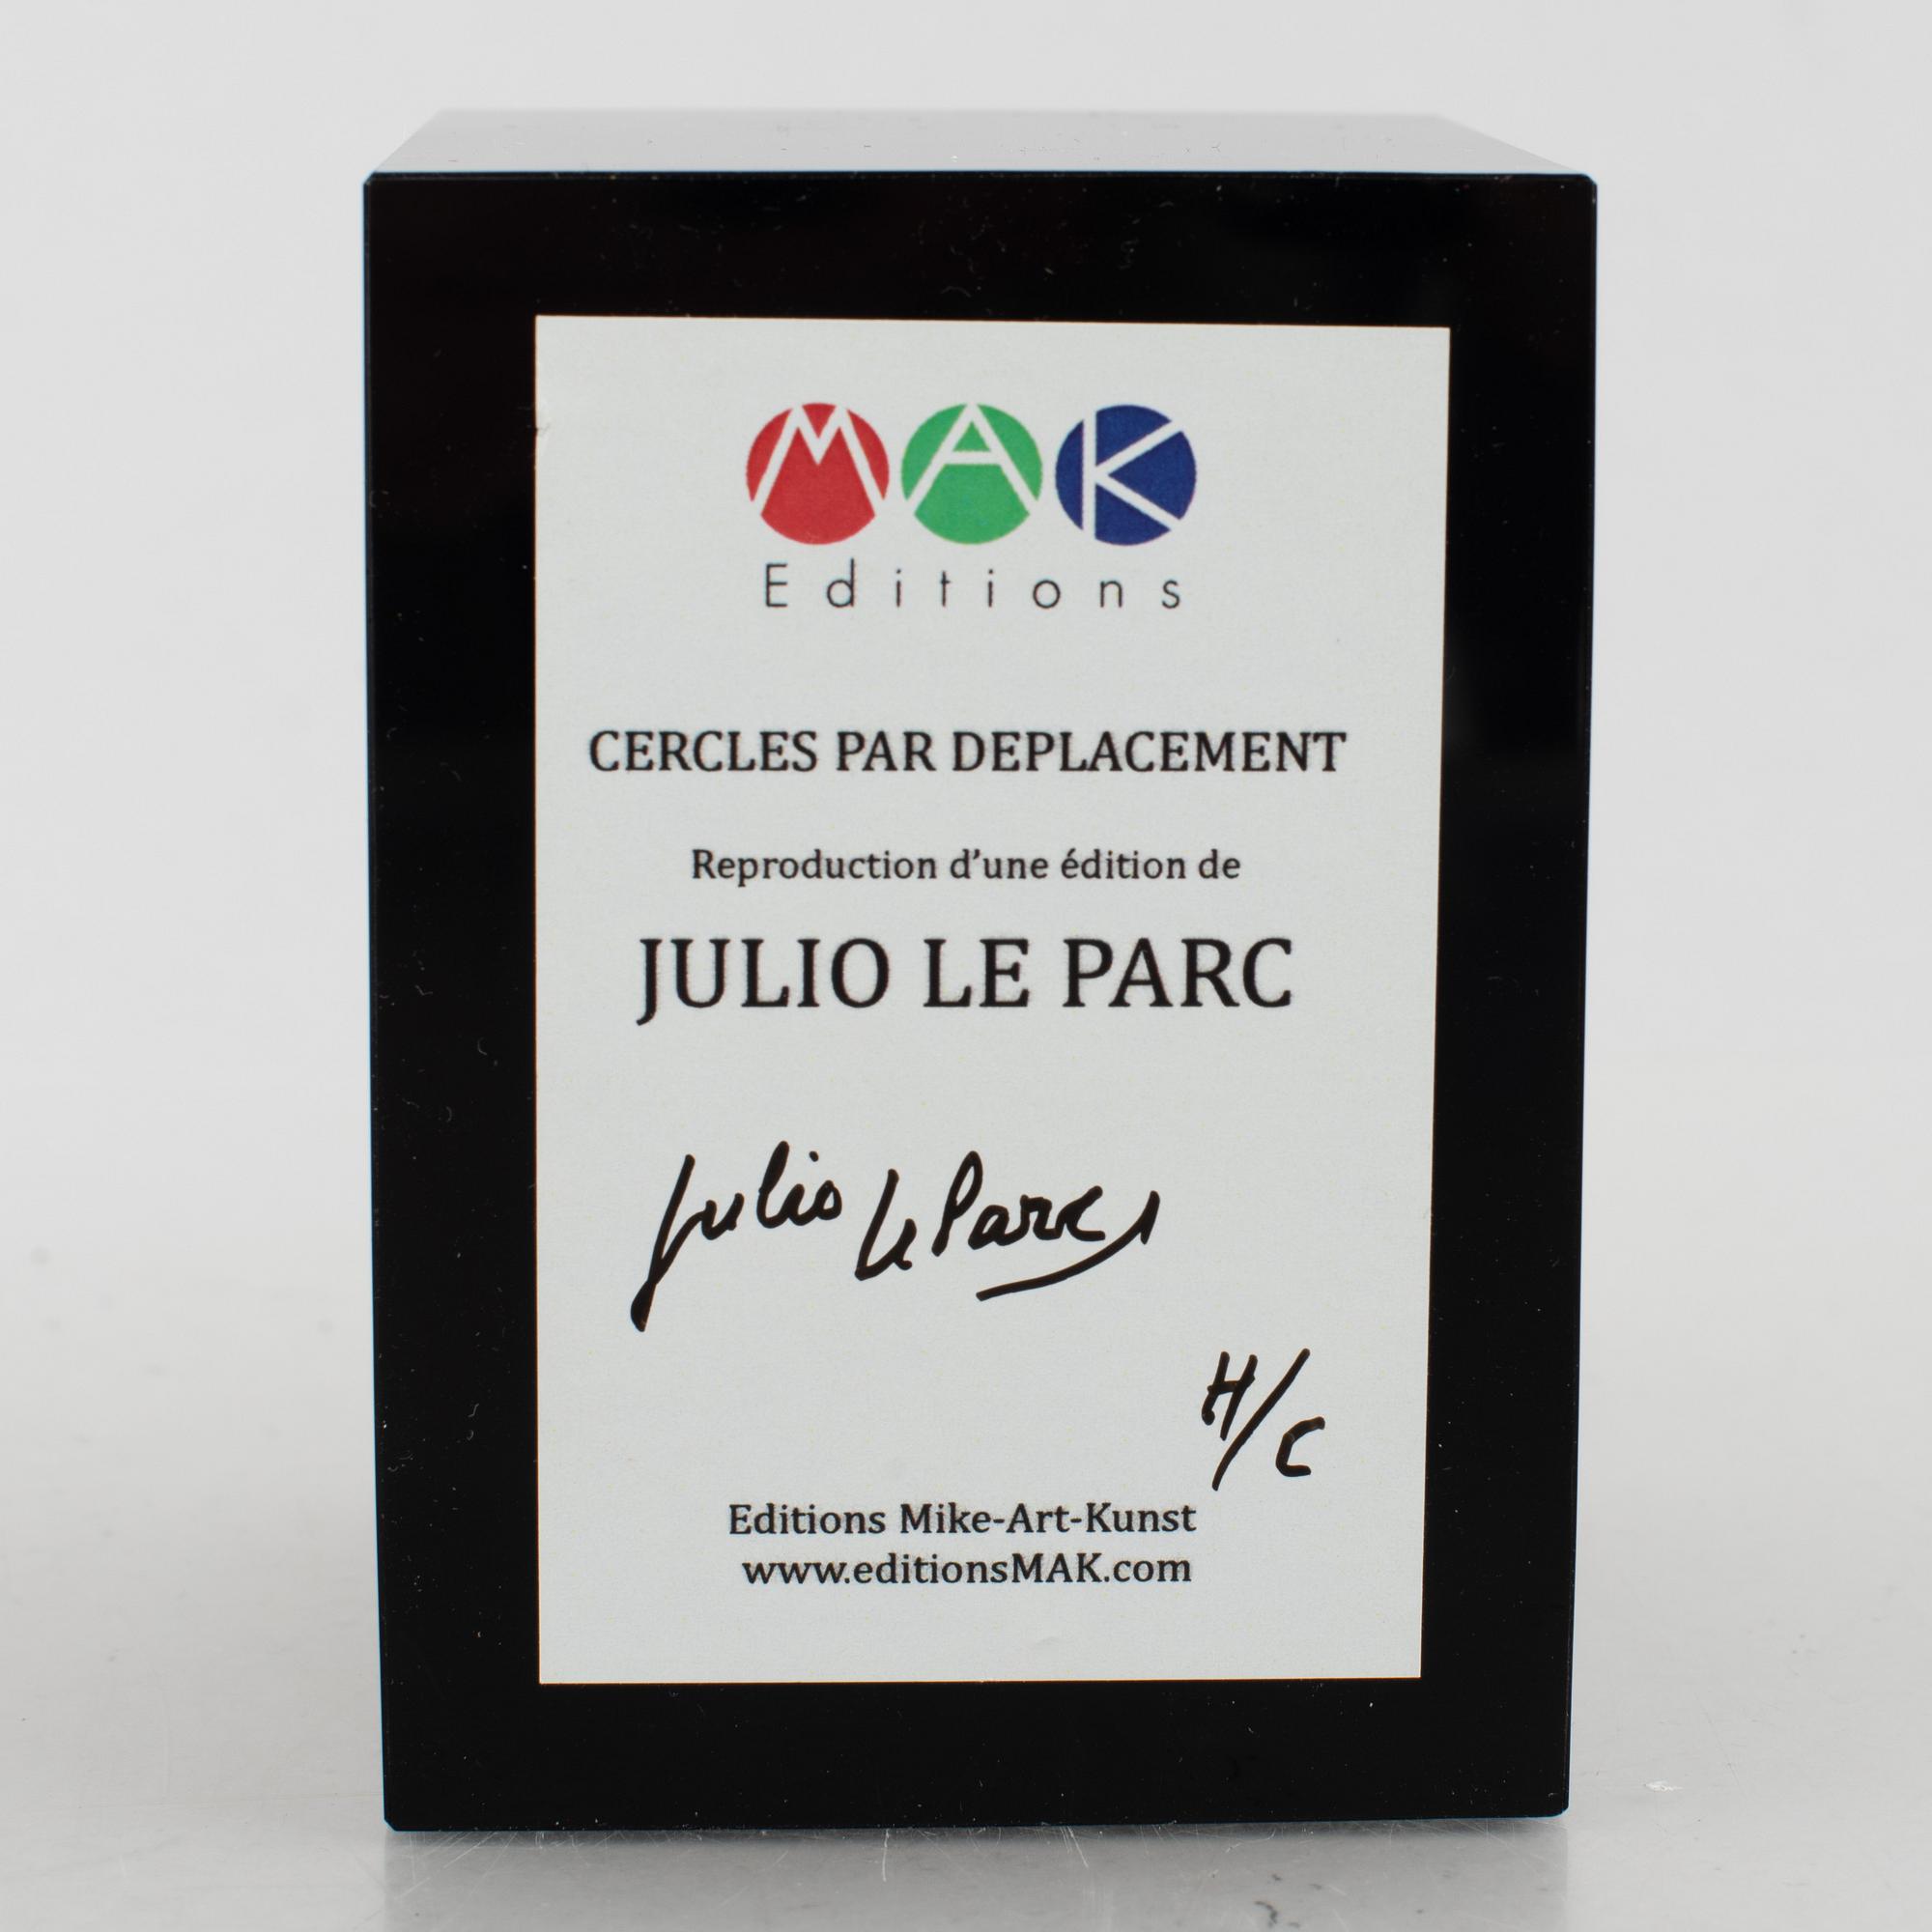 MAK
Editions
CERCLES PAR DEPLACEMENT
Reproduction d’une édition de
JULIO LE PARC
Julio Le Parc
H/C
Editions Mike-Art-Kunst
www.editionsMAK.com